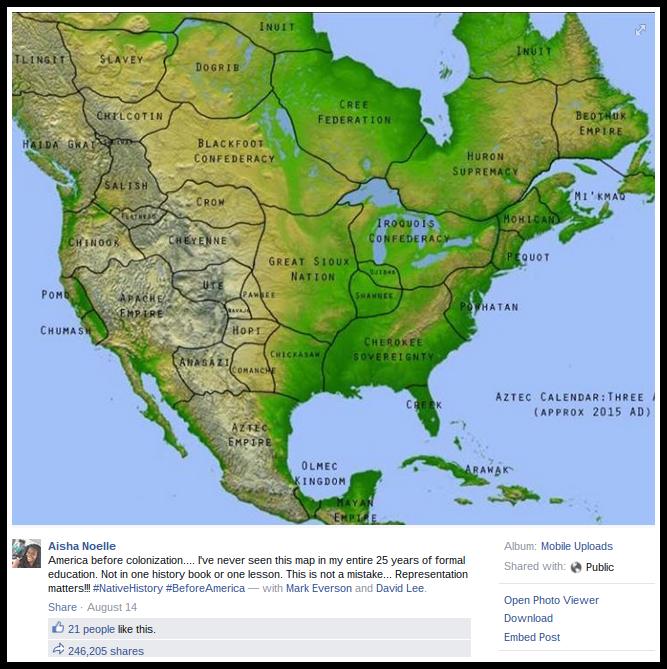 INUIT
INUIT
TLINGIT
SLAVEY
DOGRIB
CREE
FEDERATION
CHILCOTIN
BEOTHUK
EMPIRE
HAIDA GWAI
BLACKFOOT
CONFEDERACY
HURON
SUPREMACY
SALISH
MI'KMAQ
CROW
FLATHEAD
IROQUOIS
CONFEDERACY
MOHICAN
CHINOOK
CHEYENNE
PEQUOT
GREAT SIOUX
NATION
UTE
PAWNEE
SHAWNEE
POMO
APACHE
EMPIRE
NAVAJO
POWHATAN
CHUMASH
HOPI
CHEROKEE
SOVEREIGNTY
CHICKASAW
ANASAZI
COMANCHE
CREEK
AZTEC CALENDAR:THREE
(APPROX 2015 AD)
AZTEC
EMPIRE
OLMEC
KINGDOM
ARAWAK
MAYAN
EMPIRE
Aisha Noelle
America before colonization.... I've never seen this map in my entire 25 years of formal
education. Not in one history book or one lesson. This is not a mistake... Representation
matters!!! #NativeHistory #BeforeAmerica — with Mark Everson and David Lee.
Share · August 14
21 people like this.
246,205 shares
Album: Mobile Uploads
Shared with: Public
Open Photo Viewer
Download
Embed Post